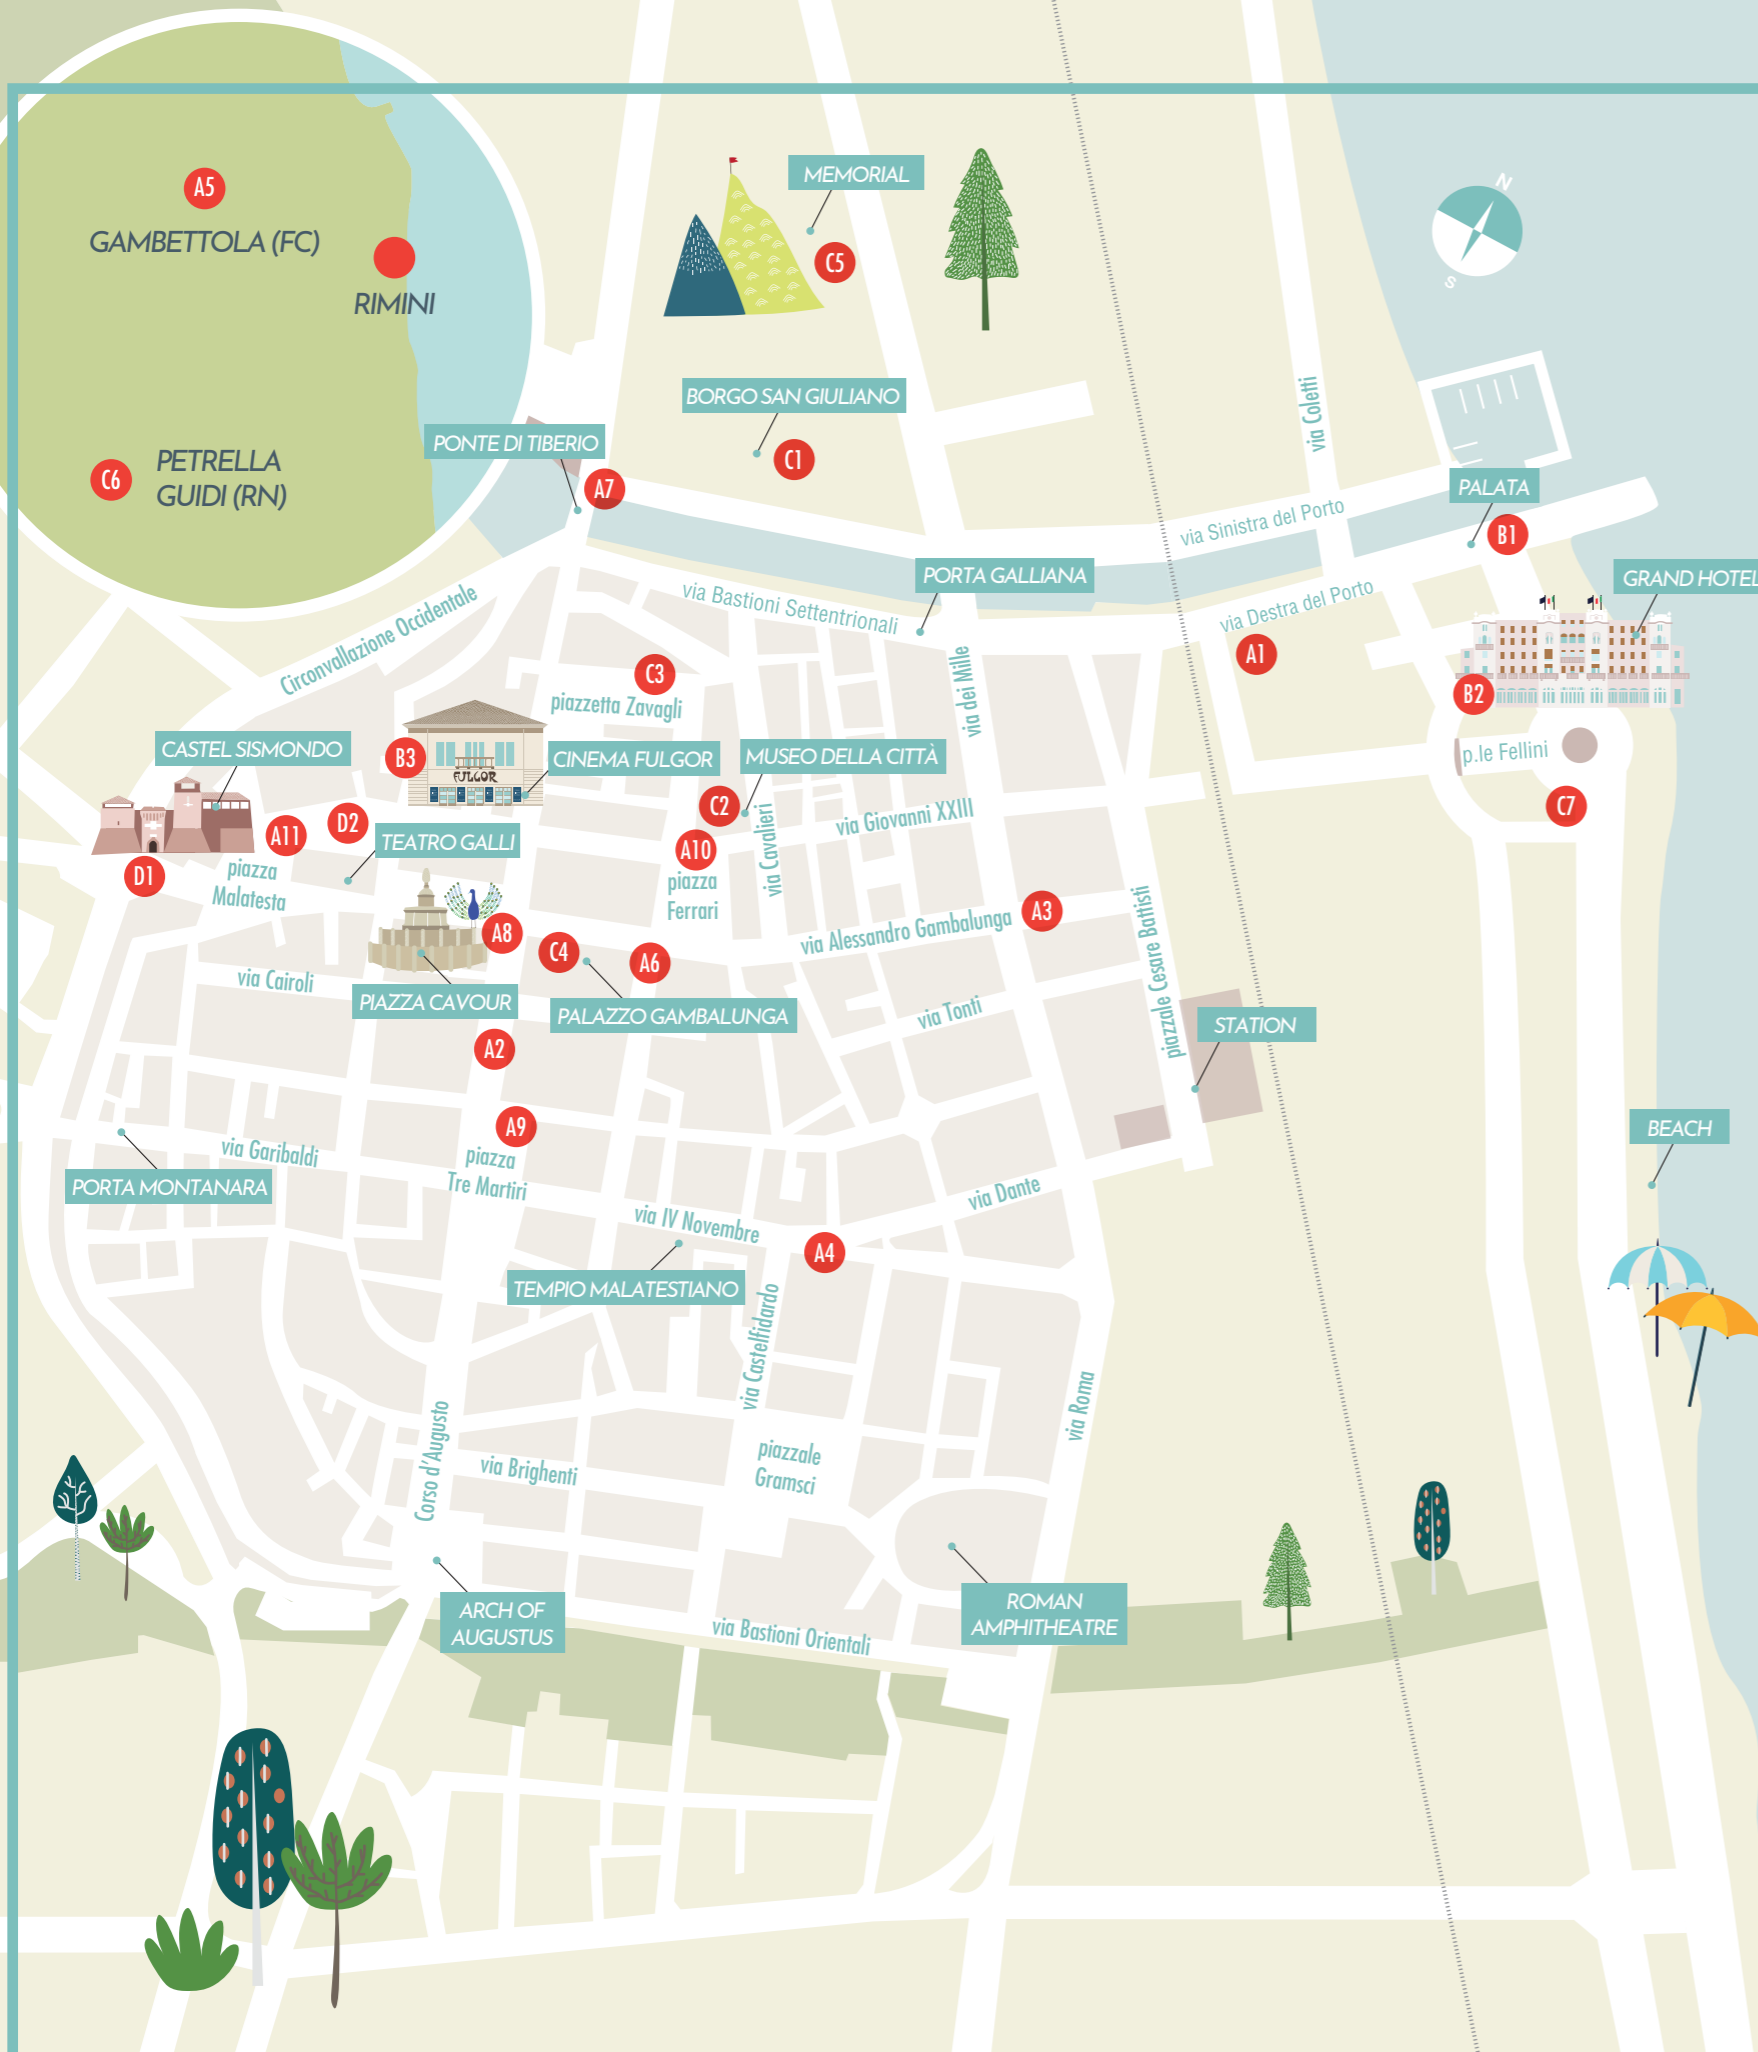 N
S
A5
GAMBETTOLA (FC)
RIMINI
C6
PETRELLA
GUIDI (RN)
MEMORIAL
C5
BORGO SAN GIULIANO
C1
PONTE DI TIBERIO
A7
via Coletti
via Sinistra del Porto
PALATA
B1
PORTA GALLIANA
GRAND HOTEL
via Destra del Porto
A1
B2
p.le Fellini
C7
Circonvallazione Occidentale
via Bastioni Settentrionali
C3
piazzetta Zavagli
via dei Mille
CASTEL SISMONDO
B3
FULGOR
CINEMA FULGOR
MUSEO DELLA CITTÀ
C2
A11
D2
TEATRO GALLI
A10
via Cavalieri
via Giovanni XXIII
D1
piazza
Malatesta
piazza
Ferrari
A8
C4
A6
via Alessandro Gambalunga
A3
piazzale Cesare Battisti
via Cairoli
PIAZZA CAVOUR
PALAZZO GAMBALUNGA
via Tonti
STATION
A2
A9
piazza
Tre Martiri
via Garibaldi
PORTA MONTANARA
BEACH
via Dante
via IV Novembre
A4
TEMPIO MALATESTIANO
via Castelfidardo
via Roma
Corso d'Augusto
via Brighenti
piazzale
Gramsci
ARCH OF
AUGUSTUS
ROMAN
AMPHITHEATRE
via Bastioni Orientali